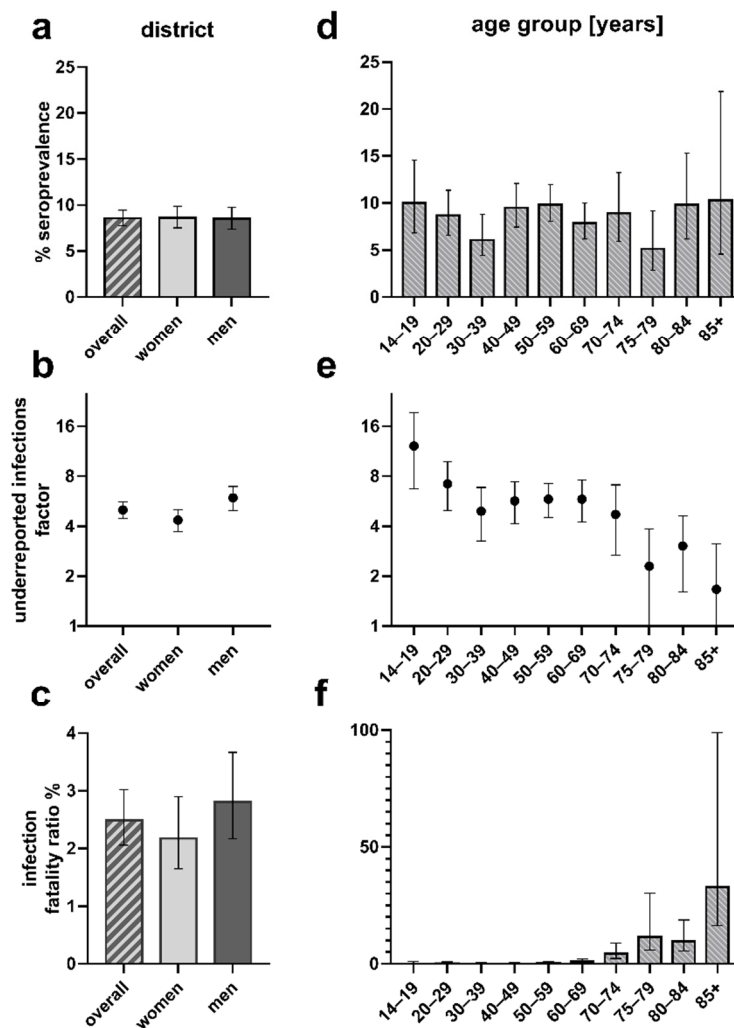 a
district
% seroprevalence
25
20
15
10
5
0
overall
women
men
d
age group [years]
25
20
15
10
5
0
14–19
20–29
30–39
40–49
50–59
60–69
70–74
75–79
80–84
85+
b
underreported infections
factor
16
8
4
2
1
overall
women
men
e
16
8
4
2
1
14–19
20–29
30–39
40–49
50–59
60–69
70–74
75–79
80–84
85+
c
infection
fatality ratio %
4
3
2
1
0
overall
women
men
f
100
50
0
14–19
20–29
30–39
40–49
50–59
60–69
70–74
75–79
80–84
85+